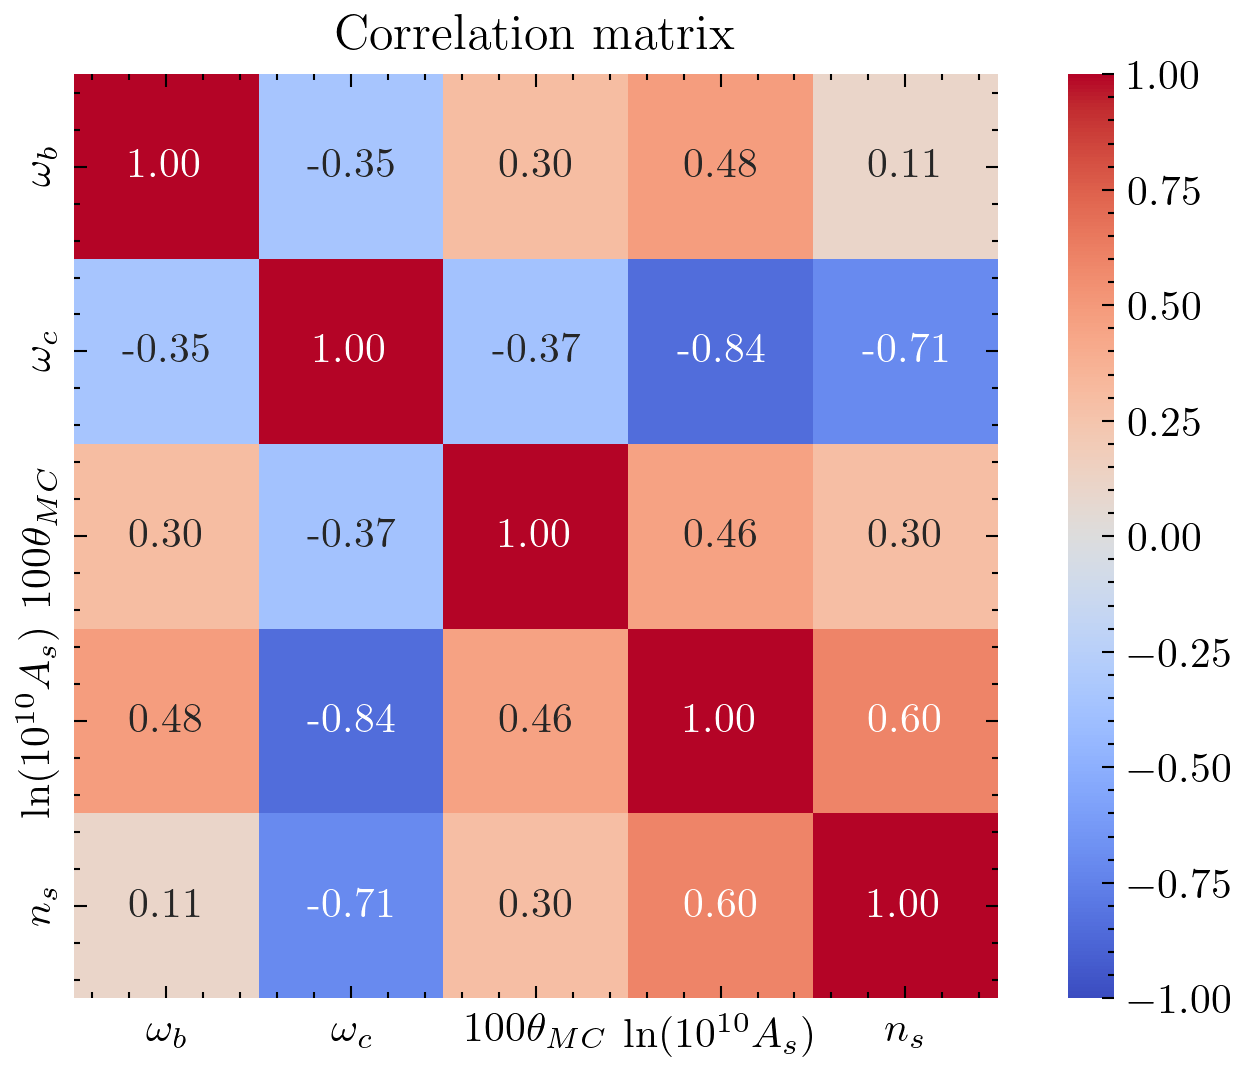 Correlation matrix
ω_b 1.00 -0.35 0.30 0.48 0.11
ω_c -0.35 1.00 -0.37 -0.84 -0.71
100θ_{MC} 0.30 -0.37 1.00 0.46 0.30
ln(10^{10}A_s) 0.48 -0.84 0.46 1.00 0.60
n_s 0.11 -0.71 0.30 0.60 1.00
ω_b ω_c 100θ_{MC} ln(10^{10}A_s) n_s
1.00
0.75
0.50
0.25
0.00
−0.25
−0.50
−0.75
−1.00